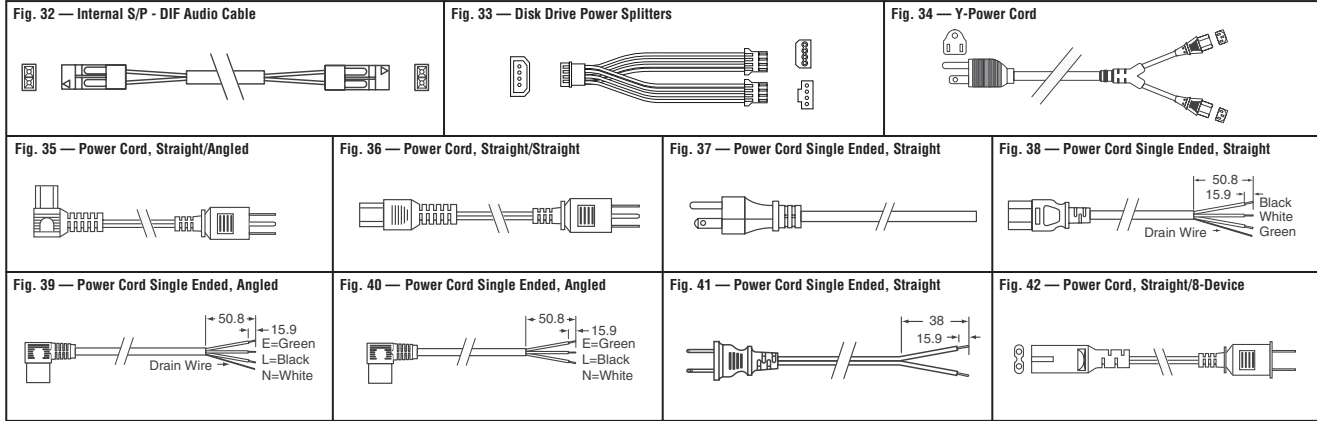 Fig. 32 — Internal S/P - DIF Audio Cable
Fig. 33 — Disk Drive Power Splitters
Fig. 34 — Y-Power Cord
Fig. 35 — Power Cord, Straight/Angled
Fig. 36 — Power Cord, Straight/Straight
Fig. 37 — Power Cord Single Ended, Straight
Fig. 38 — Power Cord Single Ended, Straight
50.8
15.9
Black
White
Drain Wire
Green
Fig. 39 — Power Cord Single Ended, Angled
50.8
15.9
E=Green
L=Black
Drain Wire
N=White
Fig. 40 — Power Cord Single Ended, Angled
50.8
15.9
E=Green
L=Black
N=White
Fig. 41 — Power Cord Single Ended, Straight
38
15.9
Fig. 42 — Power Cord, Straight/8-Device